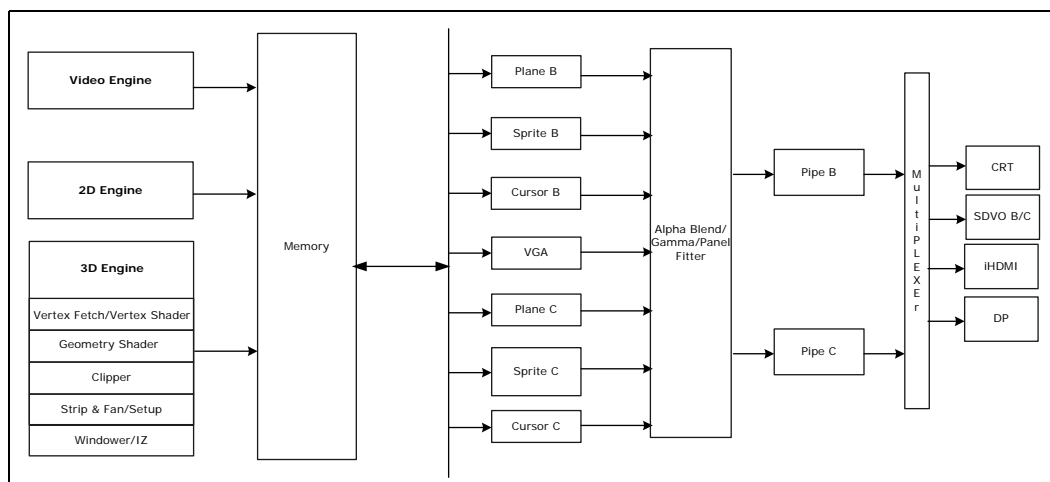 Video Engine
2D Engine
3D Engine
Vertex Fetch/Vertex Shader
Geometry Shader
Clipper
Strip & Fan/Setup
Windower/IZ
Memory
Plane B
Sprite B
Cursor B
VGA
Plane C
Sprite C
Cursor C
Alpha Blend/
Gamma/Panel
Fitter
Pipe B
Pipe C
MultiPLEXer
CRT
SDVO B/C
iHDMI
DP